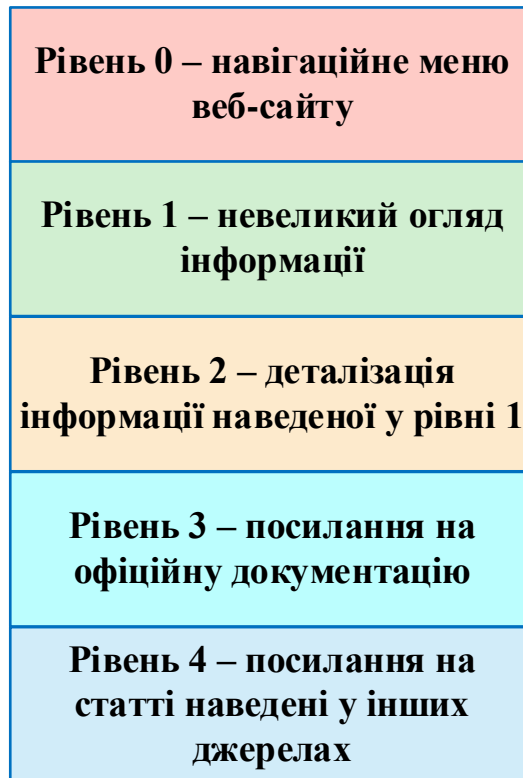 Рівень 0 – навігаційне меню
веб-сайту
Рівень 1 – невеликий огляд
інформації
Рівень 2 – деталізація
інформації наведеної у рівні 1
Рівень 3 – посилання на
офіційну документацію
Рівень 4 – посилання на
статті наведені у інших
джерелах